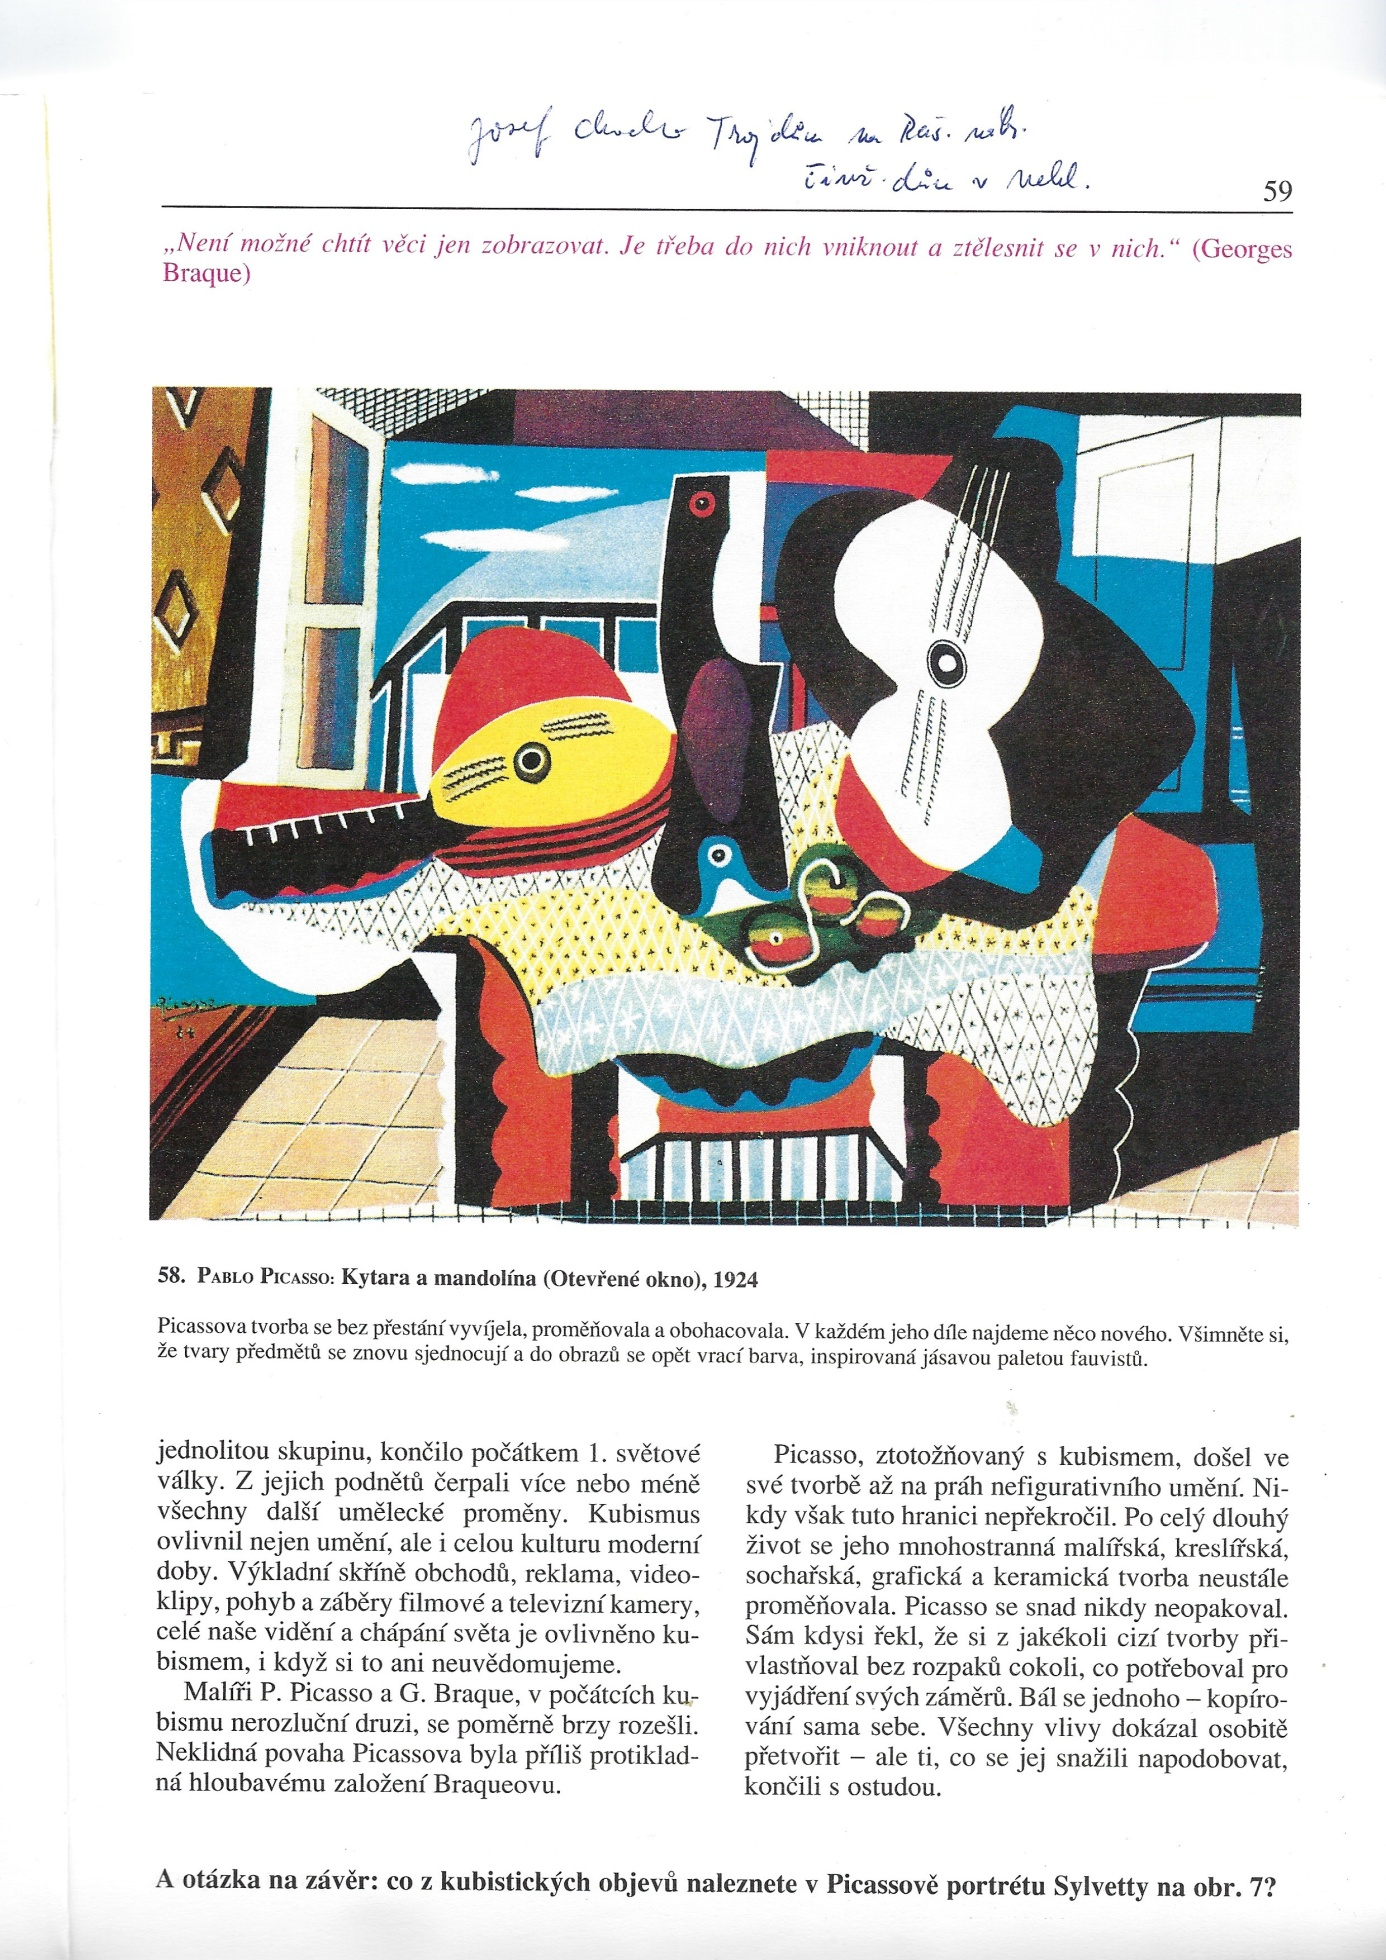 Josef Chochol Trojdům na Raš. nábř.
činž. dům v Nekl.
59
„Není možné chtít věci jen zobrazovat. Je třeba do nich vniknout a ztělesnit se v nich.“ (Georges
Braque)
Picasso
24
58. PABLO PICASSO: Kytara a mandolína (Otevřené okno), 1924
Picassova tvorba se bez přestání vyvíjela, proměňovala a obohacovala. V každém jeho díle najdeme něco nového. Všimněte si,
že tvary předmětů se znovu sjednocují a do obrazů se opět vrací barva, inspirovaná jásavou paletou fauvistů.
jednolitou skupinu, končilo počátkem 1. světové
války. Z jejich podnětů čerpali více nebo méně
všechny další umělecké proměny. Kubismus
ovlivnil nejen umění, ale i celou kulturu moderní
doby. Výkladní skříně obchodů, reklama, video-
klipy, pohyb a záběry filmové a televizní kamery,
celé naše vidění a chápání světa je ovlivněno ku-
bismem, i když si to ani neuvědomujeme.
Malíři P. Picasso a G. Braque, v počátcích ku-
bismu nerozluční druzi, se poměrně brzy rozešli.
Neklidná povaha Picassova byla příliš protiklad-
ná hloubavému založení Braqueovu.
Picasso, ztotožňovaný s kubismem, došel ve
své tvorbě až na práh nefigurativního umění. Ni-
kdy však tuto hranici nepřekročil. Po celý dlouhý
život se jeho mnohostranná malířská, kreslířská,
sochařská, grafická a keramická tvorba neustále
proměňovala. Picasso se snad nikdy neopakoval.
Sám kdysi řekl, že si z jakékoli cizí tvorby při-
vlastňoval bez rozpaků cokoli, co potřeboval pro
vyjádření svých záměrů. Bál se jednoho – kopíro-
vání sama sebe. Všechny vlivy dokázal osobitě
přetvořit – ale ti, co se jej snažili napodobovat,
končili s ostudou.
A otázka na závěr: co z kubistických objevů naleznete v Picassově portrétu Sylvetty na obr. 7?